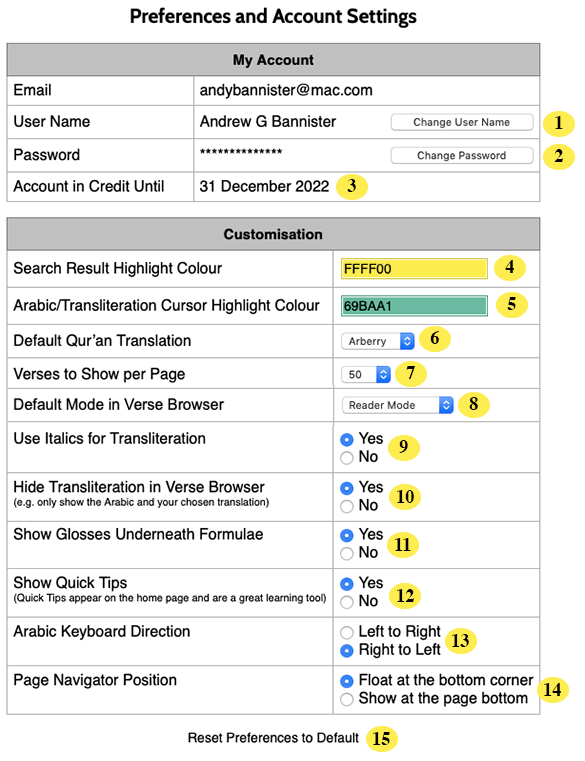 Preferences and Account Settings
My Account
Email andybannister@mac.com
User Name Andrew G Bannister Change User Name 1
Password ************** Change Password 2
Account in Credit Until 31 December 2022 3
Customisation
Search Result Highlight Colour FFFF00 4
Arabic/Transliteration Cursor Highlight Colour 69BAA1 5
Default Qur'an Translation Arberry 6
Verses to Show per Page 50 7
Default Mode in Verse Browser Reader Mode 8
Use Italics for Transliteration Yes
No 9
Hide Transliteration in Verse Browser Yes
(e.g. only show the Arabic and your chosen translation) No 10
Show Glosses Underneath Formulae Yes
No 11
Show Quick Tips Yes
(Quick Tips appear on the home page and are a great learning tool) No 12
Arabic Keyboard Direction Left to Right
Right to Left 13
Page Navigator Position Float at the bottom corner
Show at the page bottom 14
Reset Preferences to Default 15